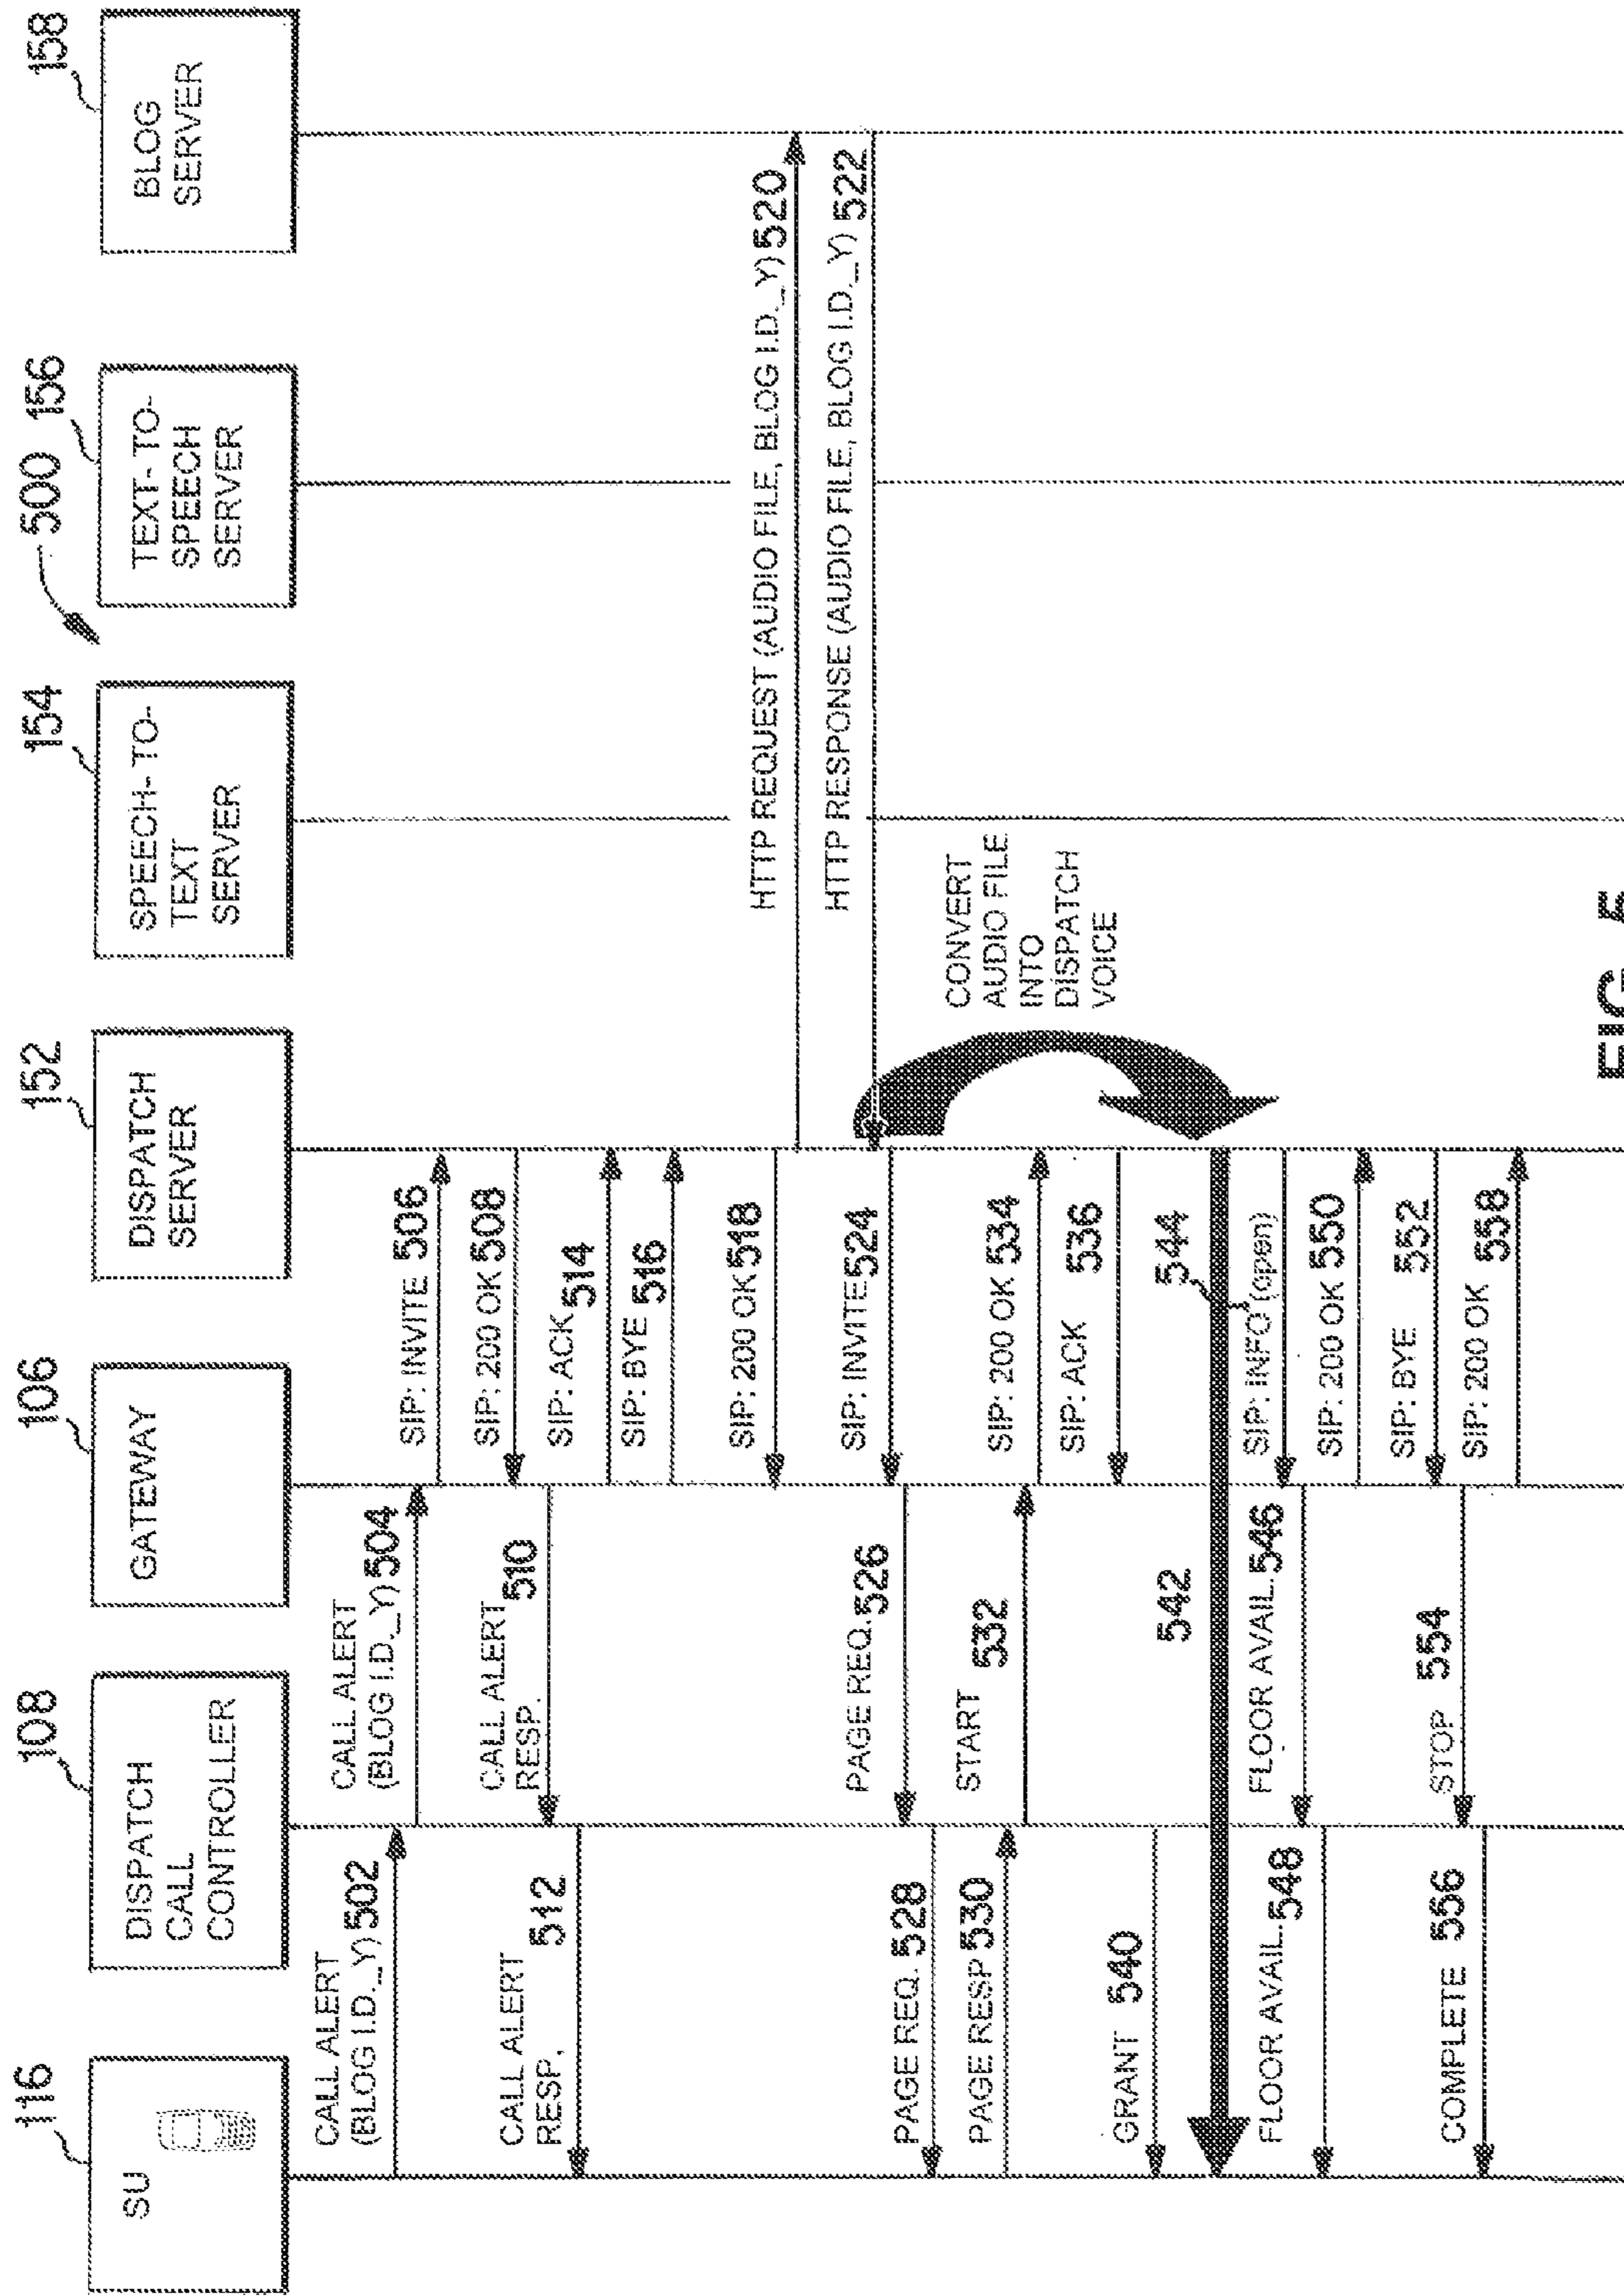 500
116
SU
108
DISPATCH
CALL
CONTROLLER
106
GATEWAY
152
DISPATCH
SERVER
154
SPEECH- TO-
TEXT
SERVER
156
TEXT- TO-
SPEECH
SERVER
158
BLOG
SERVER
CALL ALERT
(BLOG I.D._Y) 502
CALL ALERT
(BLOG I.D._Y) 504
SIP: INVITE 506
SIP: 200 OK 508
CALL ALERT
RESP. 510
CALL ALERT
RESP. 512
SIP: ACK 514
SIP: BYE 516
SIP: 200 OK 518
HTTP REQUEST (AUDIO FILE, BLOG I.D._Y) 520
HTTP RESPONSE (AUDIO FILE, BLOG I.D._Y) 522
CONVERT
AUDIO FILE
INTO
DISPATCH
VOICE
SIP: INVITE 524
PAGE REQ. 526
PAGE REQ. 528
PAGE RESP 530
START 532
SIP: 200 OK 534
SIP: ACK 536
GRANT 540
542
544
SIP: INFO (open)
FLOOR AVAIL. 546
FLOOR AVAIL. 548
SIP: 200 OK 550
SIP: BYE 552
STOP 554
COMPLETE 556
SIP: 200 OK 558
FIG. 5